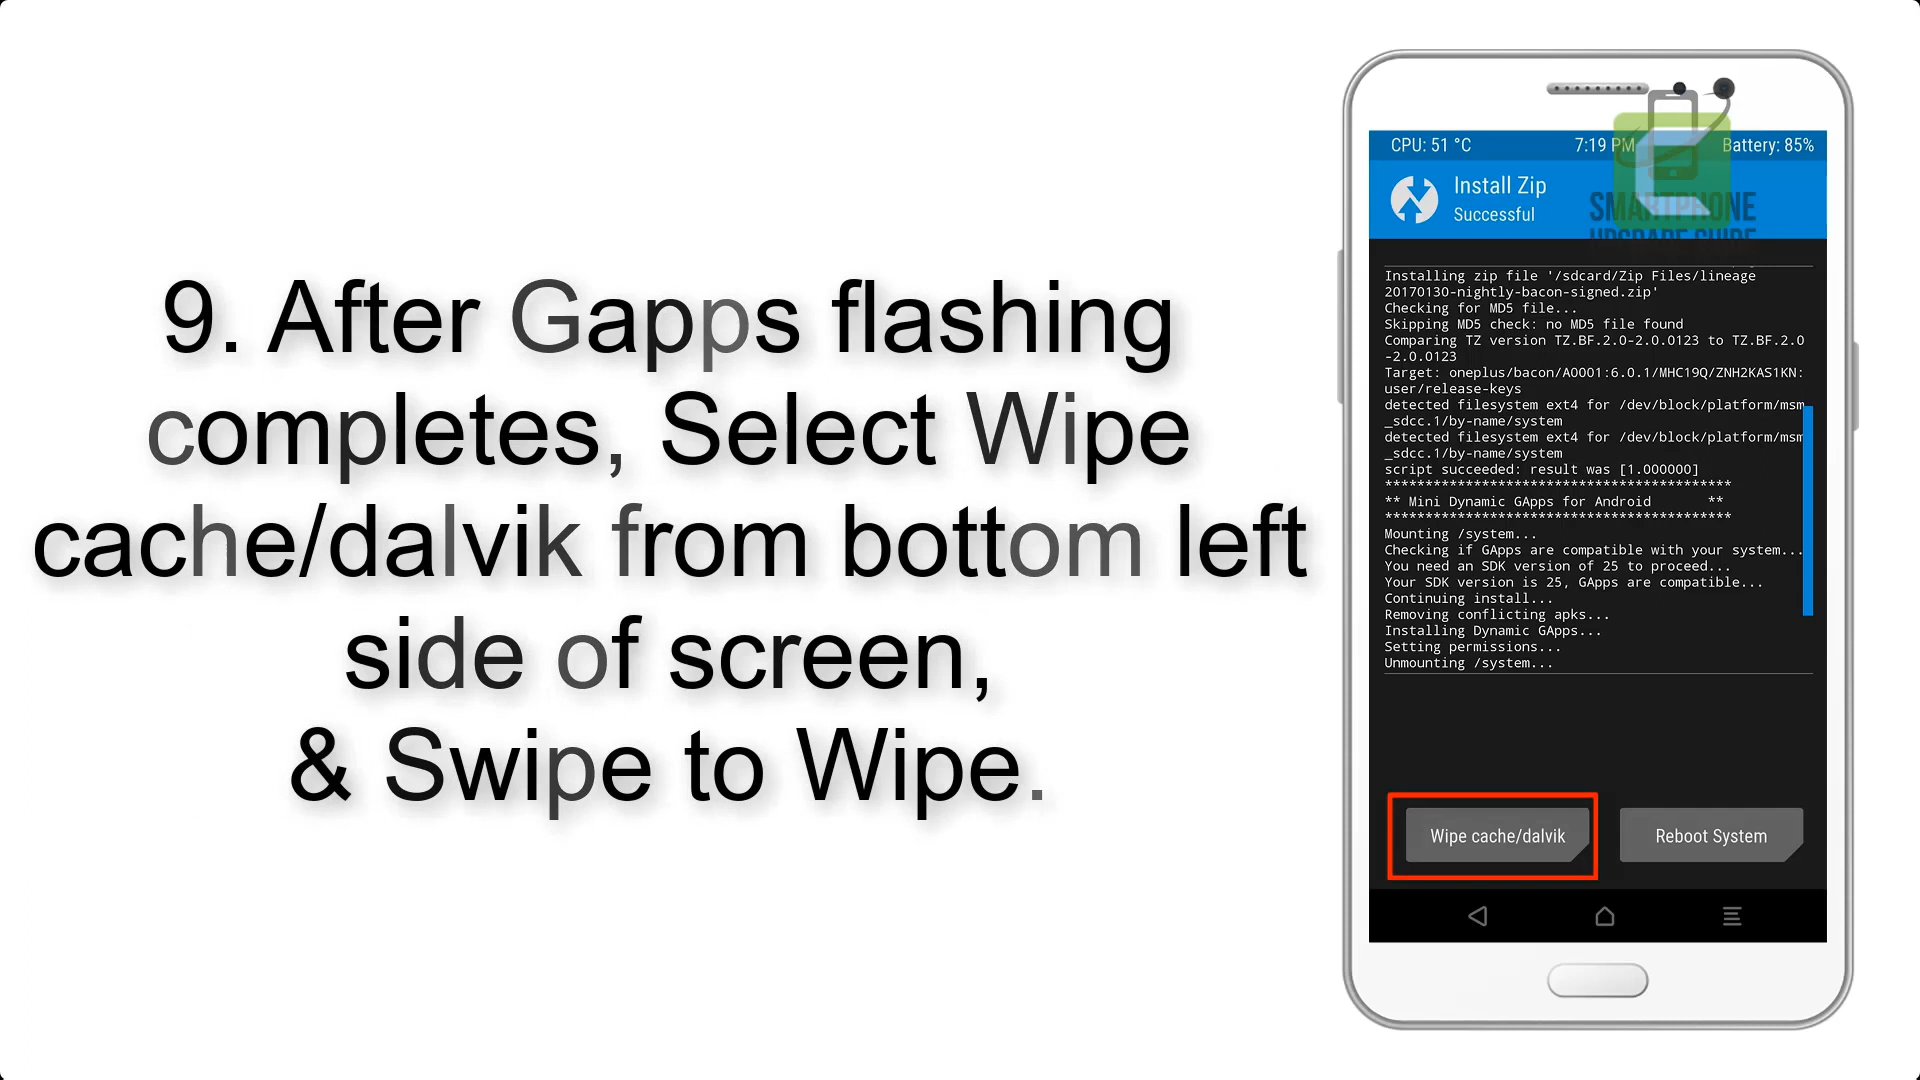 9. After Gapps flashing
completes, Select Wipe
cache/dalvik from bottom left
side of screen,
& Swipe to Wipe.
CPU: 51 °C 7:19 PM Battery: 85%
Install Zip
Successful
SMARTPHONE
UPGRADE GUIDE
Installing zip file '/sdcard/Zip Files/lineage
20170130-nightly-bacon-signed.zip'
Checking for MD5 file...
Skipping MD5 check: no MD5 file found
Comparing TZ version TZ.BF.2.0-2.0.0123 to TZ.BF.2.0
-2.0.0123
Target: oneplus/bacon/A0001:6.0.1/MHC19Q/ZNH2KAS1KN:
user/release-keys
detected filesystem ext4 for /dev/block/platform/msm
_sdcc.1/by-name/system
detected filesystem ext4 for /dev/block/platform/msm
_sdcc.1/by-name/system
script succeeded: result was [1.000000]
*******************************************
** Mini Dynamic GApps for Android **
*******************************************
Mounting /system...
Checking if GApps are compatible with your system...
You need an SDK version of 25 to proceed...
Your SDK version is 25, GApps are compatible...
Continuing install...
Removing conflicting apks...
Installing Dynamic GApps...
Setting permissions...
Unmounting /system...
Wipe cache/dalvik
Reboot System